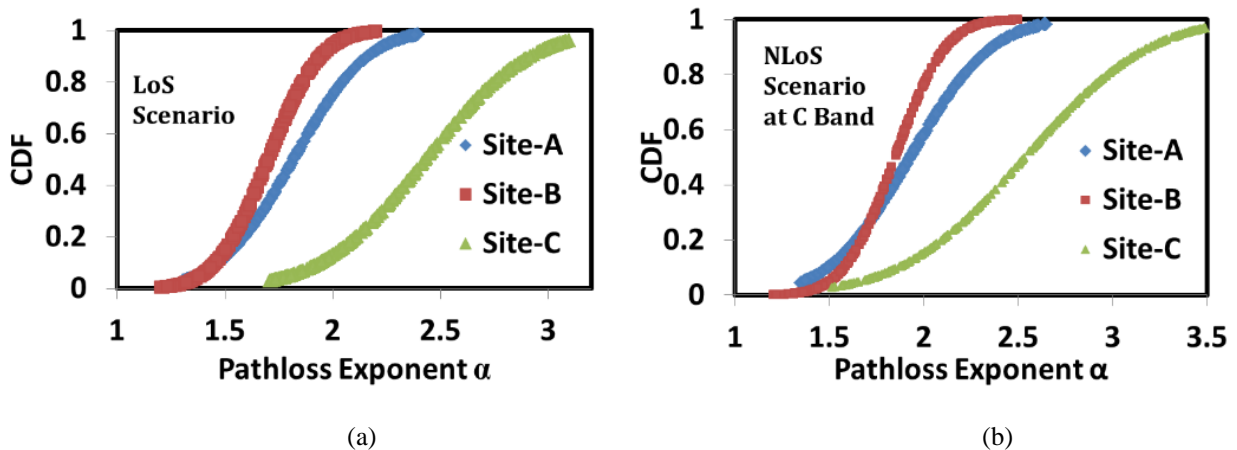 LoS
Scenario
CDF
1
0.8
0.6
0.4
0.2
0
Site-A
Site-B
Site-C
1
1.5
2
2.5
3
Pathloss Exponent α
(a)
NLoS
Scenario
at C Band
CDF
1
0.8
0.6
0.4
0.2
0
Site-A
Site-B
Site-C
1
1.5
2
2.5
3
3.5
Pathloss Exponent α
(b)